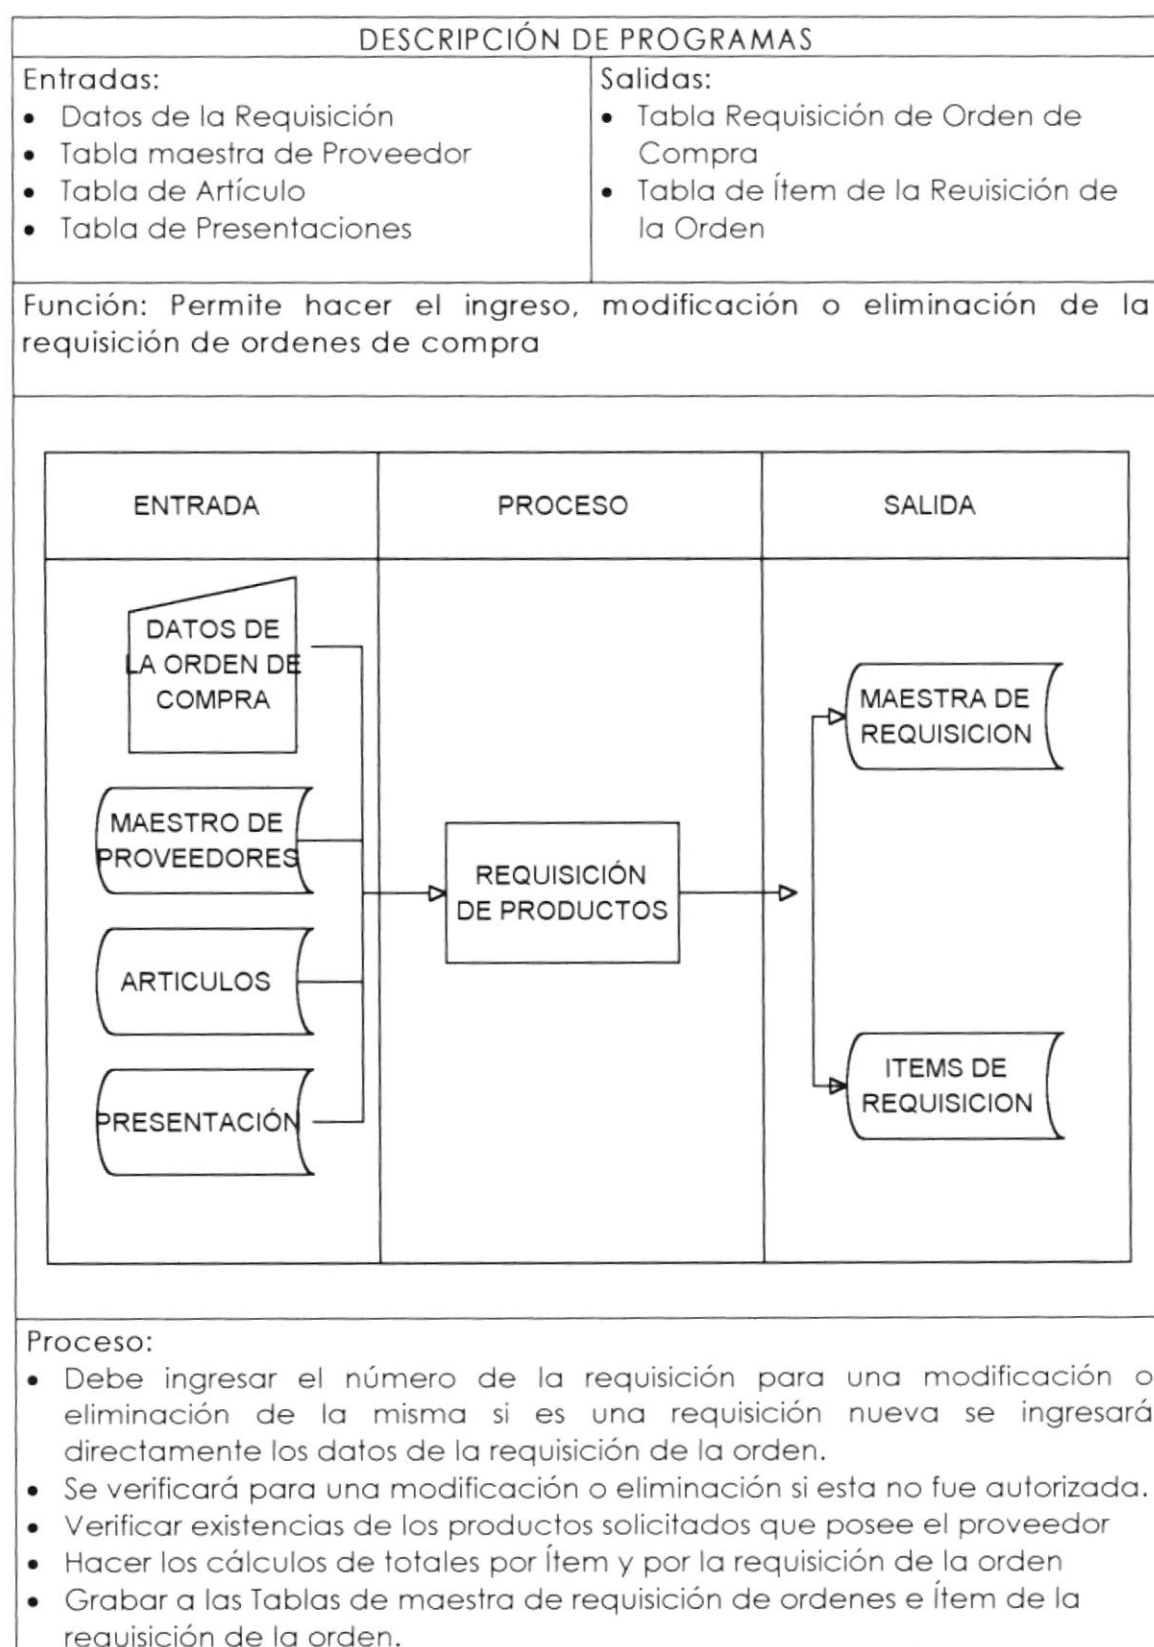 DESCRIPCIÓN DE PROGRAMAS
Entradas:
• Datos de la Requisición
• Tabla maestra de Proveedor
• Tabla de Artículo
• Tabla de Presentaciones
Salidas:
• Tabla Requisición de Orden de
Compra
• Tabla de Ítem de la Reuisición de
la Orden
Función: Permite hacer el ingreso, modificación o eliminación de la
requisición de ordenes de compra
ENTRADA
PROCESO
SALIDA
DATOS DE
LA ORDEN DE
COMPRA
MAESTRO DE
PROVEEDORES
ARTICULOS
PRESENTACIÓN
REQUISICIÓN
DE PRODUCTOS
MAESTRA DE
REQUISICION
ITEMS DE
REQUISICION
Proceso:
• Debe ingresar el número de la requisición para una modificación o
eliminación de la misma si es una requisición nueva se ingresará
directamente los datos de la requisición de la orden.
• Se verificará para una modificación o eliminación si esta no fue autorizada.
• Verificar existencias de los productos solicitados que posee el proveedor
• Hacer los cálculos de totales por Ítem y por la requisición de la orden
• Grabar a las Tablas de maestra de requisición de ordenes e Ítem de la
requisición de la orden.